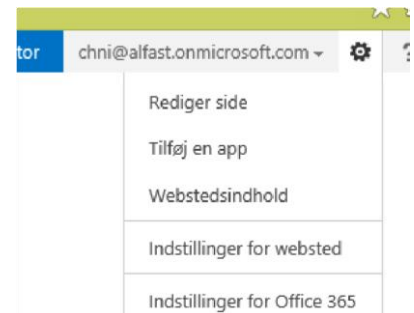 tor chni@alfast.onmicrosoft.com
Rediger side
Tilføj en app
Webstedsindhold
Indstillinger for websted
Indstillinger for Office 365